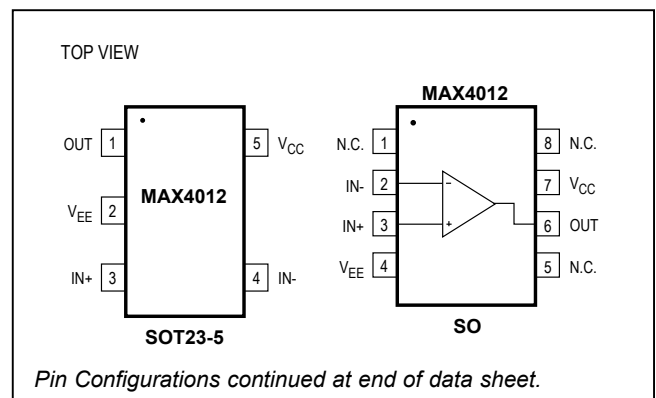 TOP VIEW
MAX4012
OUT 1
5 VCC
VEE 2
MAX4012
IN+ 3
4 IN-
SOT23-5
N.C. 1
8 N.C.
IN- 2
-
7 VCC
IN+ 3
+
6 OUT
VEE 4
5 N.C.
SO
Pin Configurations continued at end of data sheet.